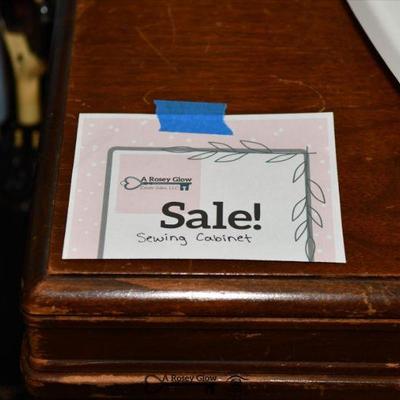 A Rosey Glow
Estate Sales, LLC
Sale!
Sewing Cabinet
A Rosey Glow